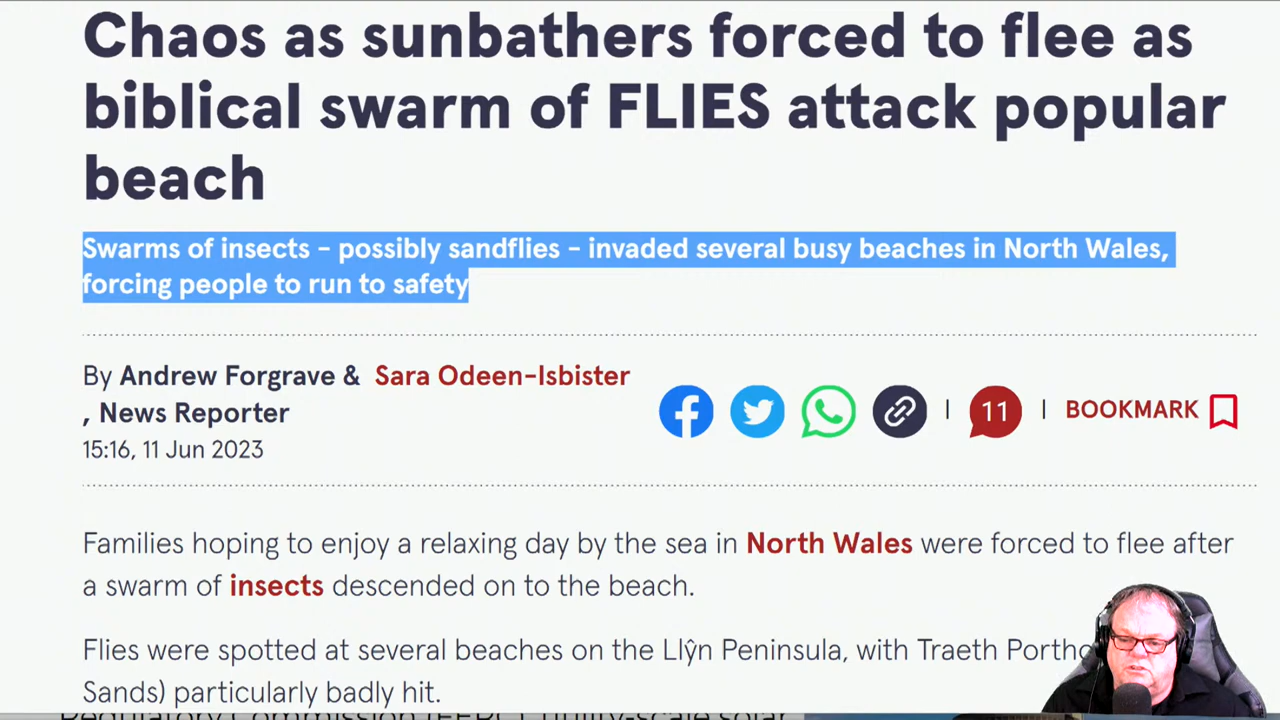 Chaos as sunbathers forced to flee as
biblical swarm of FLIES attack popular
beach
Swarms of insects – possibly sandflies – invaded several busy beaches in North Wales,
forcing people to run to safety
By Andrew Forgrave & Sara Odeen-Isbister
, News Reporter
15:16, 11 Jun 2023
11
BOOKMARK
Families hoping to enjoy a relaxing day by the sea in North Wales were forced to flee after
a swarm of insects descended on to the beach.
Flies were spotted at several beaches on the Llŷn Peninsula, with Traeth
Sands) particularly badly hit.